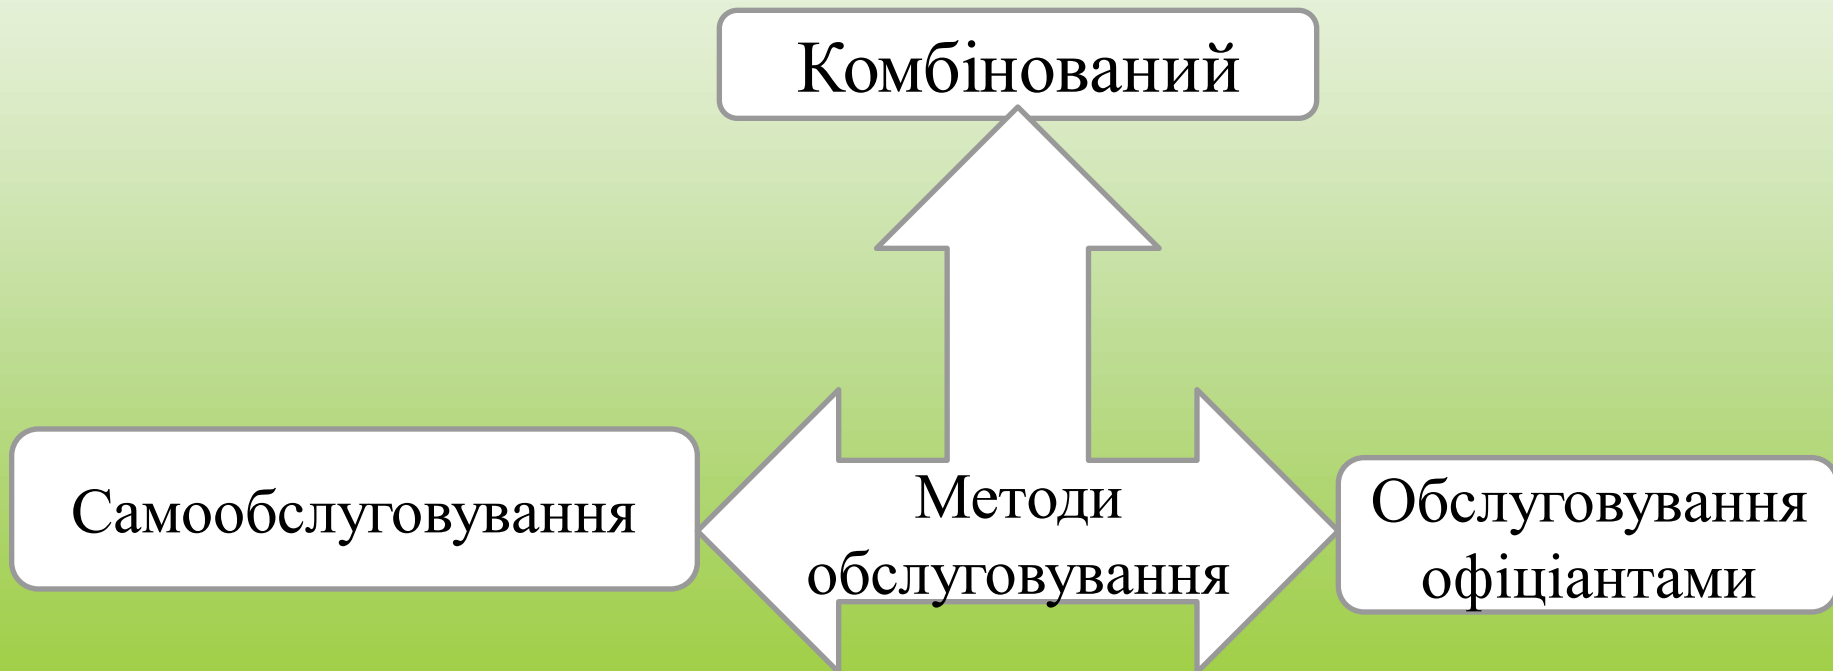 Комбінований
Самообслуговування
Методи
обслуговування
Обслуговування
офіціантами